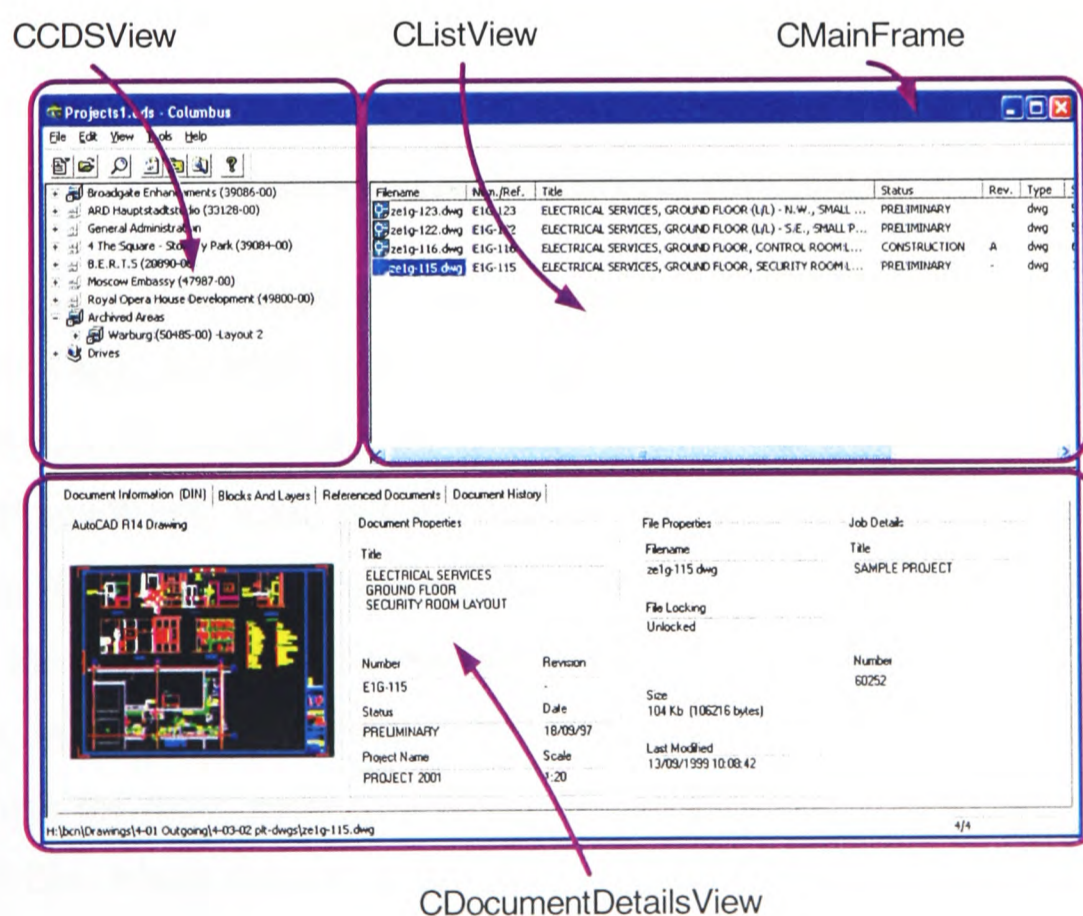 CCDSView
CListView
CMainFrame
Projects1.cds - Columbus
File Edit View Tools Help
Broadgate Enhancements (39086-00)
ARD Hauptstadtstudio (33128-00)
General Administration
4 The Square - Stockley Park (39084-00)
B.E.R.T.S (20890-00)
Moscow Embassy (47987-00)
Royal Opera House Development (49800-00)
Archived Areas
Warburg (50485-00) -Layout 2
Drives
Filename Num./Ref. Title Status Rev. Type
ze1g-123.dwg E1G-123 ELECTRICAL SERVICES, GROUND FLOOR (L/L) - N.W., SMALL ... PRELIMINARY dwg
ze1g-122.dwg E1G-122 ELECTRICAL SERVICES, GROUND FLOOR (L/L) - S.E., SMALL P... PRELIMINARY dwg
ze1g-116.dwg E1G-116 ELECTRICAL SERVICES, GROUND FLOOR, CONTROL ROOM L... CONSTRUCTION A dwg
ze1g-115.dwg E1G-115 ELECTRICAL SERVICES, GROUND FLOOR, SECURITY ROOM L... PRELIMINARY - dwg
Document Information (DIN) Blocks And Layers Referenced Documents Document History
AutoCAD R14 Drawing
Document Properties
Title
ELECTRICAL SERVICES
GROUND FLOOR
SECURITY ROOM LAYOUT
Number Revision
E1G-115 -
Status Date
PRELIMINARY 18/09/97
Project Name Scale
PROJECT 2001 1:20
File Properties
Filename
ze1g-115.dwg
File Locking
Unlocked
Size
104 Kb (106216 bytes)
Last Modified
13/09/1999 10:08:42
Job Details
Title
SAMPLE PROJECT
Number
60252
H:\bcn\Drawings\4-01 Outgoing\4-03-02 plt-dwgs\ze1g-115.dwg 4/4
CDocumentDetailsView